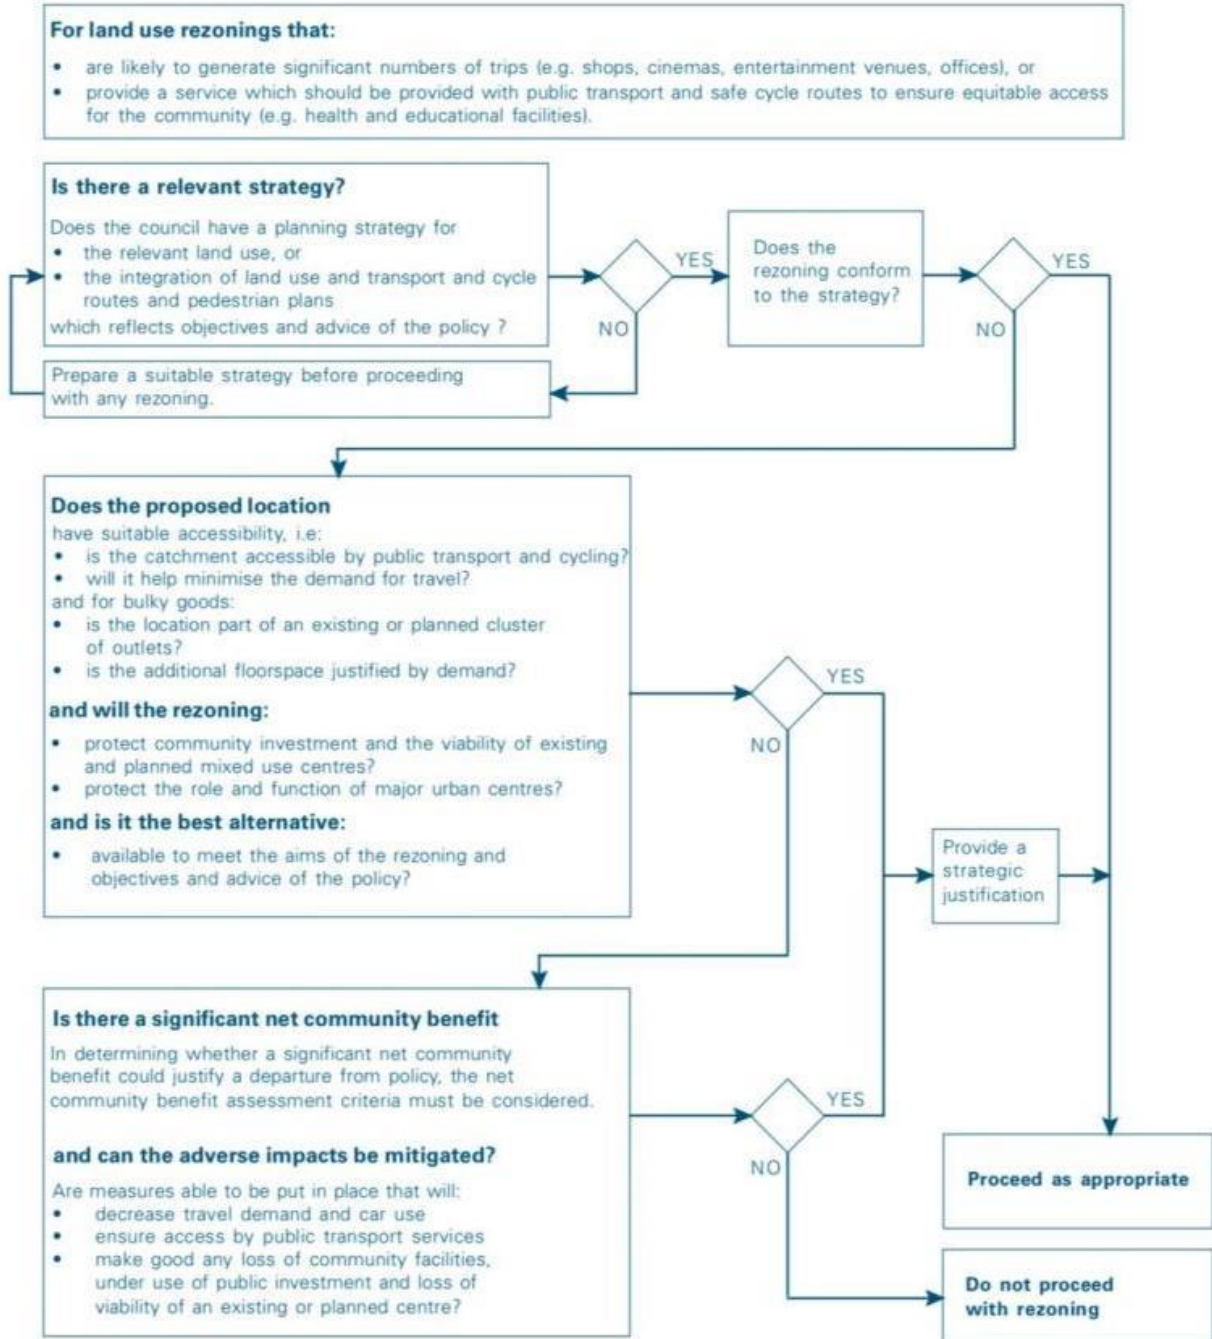 For land use rezonings that:
• are likely to generate significant numbers of trips (e.g. shops, cinemas, entertainment venues, offices), or
• provide a service which should be provided with public transport and safe cycle routes to ensure equitable access
for the community (e.g. health and educational facilities).
Is there a relevant strategy?
Does the council have a planning strategy for
• the relevant land use, or
• the integration of land use and transport and cycle
routes and pedestrian plans
which reflects objectives and advice of the policy ?
YES
NO
Prepare a suitable strategy before proceeding
with any rezoning.
Does the
rezoning conform
to the strategy?
YES
NO
Does the proposed location
have suitable accessibility, i.e:
• is the catchment accessible by public transport and cycling?
• will it help minimise the demand for travel?
and for bulky goods:
• is the location part of an existing or planned cluster
of outlets?
• is the additional floorspace justified by demand?
and will the rezoning:
• protect community investment and the viability of existing
and planned mixed use centres?
• protect the role and function of major urban centres?
and is it the best alternative:
• available to meet the aims of the rezoning and
objectives and advice of the policy?
YES
NO
Provide a
strategic
justification
Is there a significant net community benefit
In determining whether a significant net community
benefit could justify a departure from policy, the net
community benefit assessment criteria must be considered.
and can the adverse impacts be mitigated?
Are measures able to be put in place that will:
• decrease travel demand and car use
• ensure access by public transport services
• make good any loss of community facilities,
under use of public investment and loss of
viability of an existing or planned centre?
YES
NO
Proceed as appropriate
Do not proceed
with rezoning